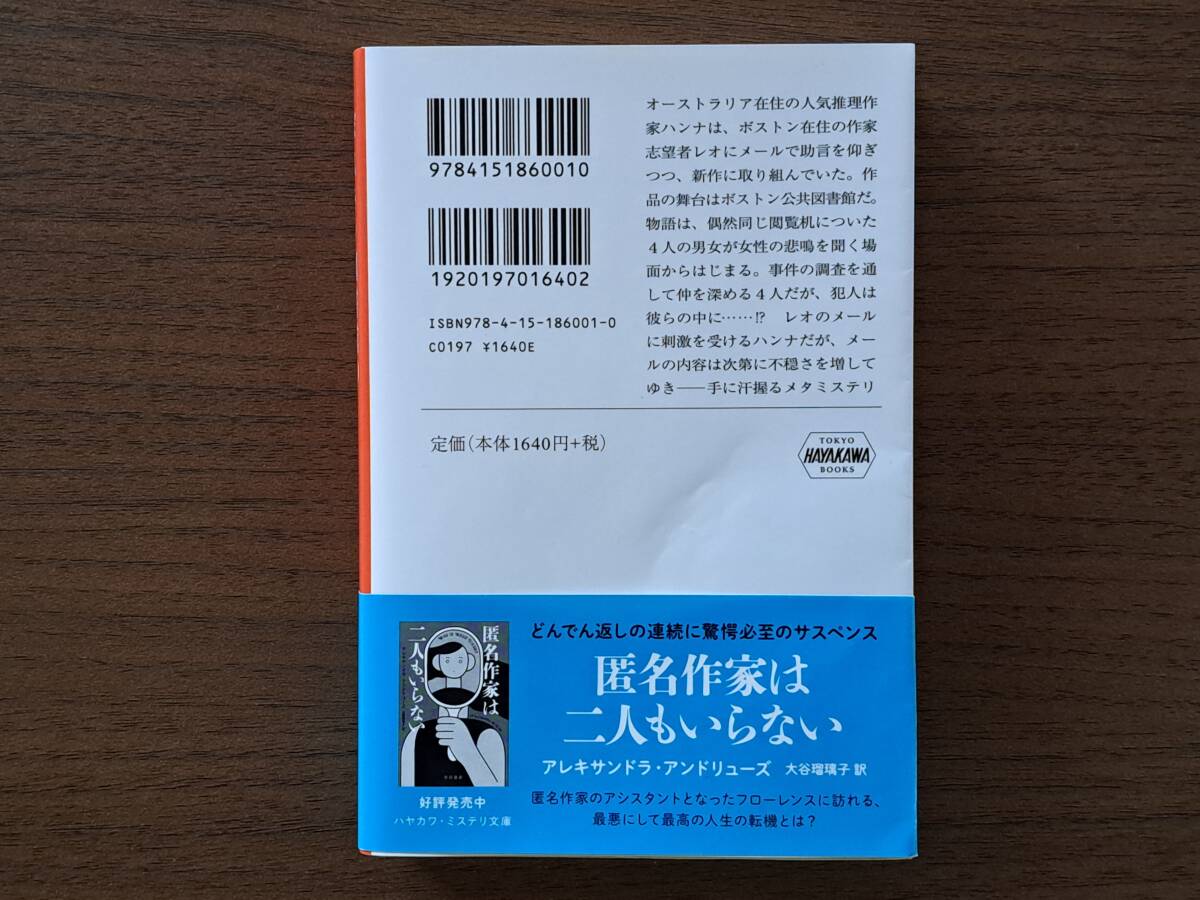 9784151860010
1920197016402
ISBN978-4-15-186001-0
C0197 ¥1640E
定価(本体1640円+税)
オーストラリア在住の人気推理作
家ハンナは、ボストン在住の作家
志望者レオにメールで助言を仰ぎ
つつ、新作に取り組んでいた。作
品の舞台はボストン公共図書館だ。
物語は、偶然同じ閲覧机についた
4人の男女が女性の悲鳴を聞く場
面からはじまる。事件の調査を通
して仲を深める4人だが、犯人は
彼らの中に……!? レオのメール
に刺激を受けるハンナだが、メー
ルの内容は次第に不穏さを増して
ゆき――手に汗握るメタミステリ
TOKYO
HAYAKAWA
BOOKS
匿名作家は
二人もいらない
好評発売中
ハヤカワ・ミステリ文庫
どんでん返しの連続に驚愕必至のサスペンス
匿名作家は
二人もいらない
アレキサンドラ・アンドリューズ 大谷瑠璃子 訳
匿名作家のアシスタントとなったフローレンスに訪れる、
最悪にして最高の人生の転機とは?